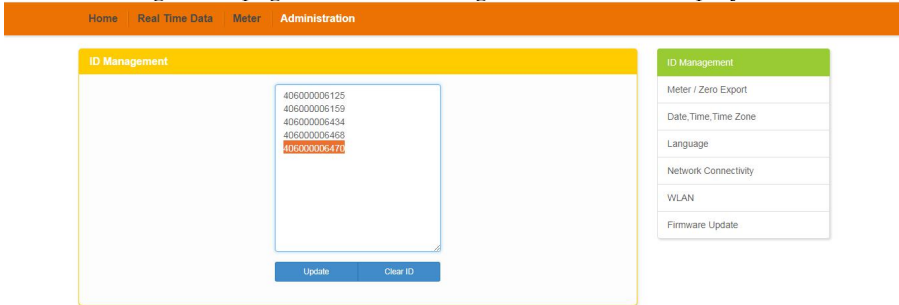 Home Real Time Data Meter Administration
ID Management
406000006125
406000006159
406000006434
406000006468
406000006470
Update Clear ID
ID Management
Meter / Zero Export
Date,Time,Time Zone
Language
Network Connectivity
WLAN
Firmware Update